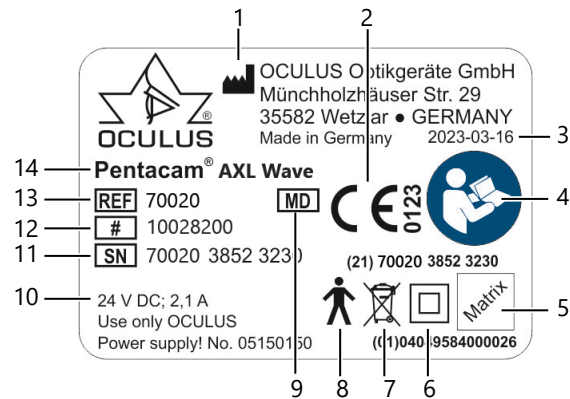 1
2
OCULUS Optikgeräte GmbH
Münchholzhäuser Str. 29
35582 Wetzlar ● GERMANY
Made in Germany 2023-03-16
3
OCULUS ®
14
Pentacam® AXL Wave
13
REF 70020
MD
CE 0123
4
12
# 10028200
11
SN 70020 3852 3230
(21) 70020 3852 3230
10
24 V DC; 2,1 A
Use only OCULUS
Power supply! No. 05150150
Matrix
5
(01)04049584000026
9
8
7
6